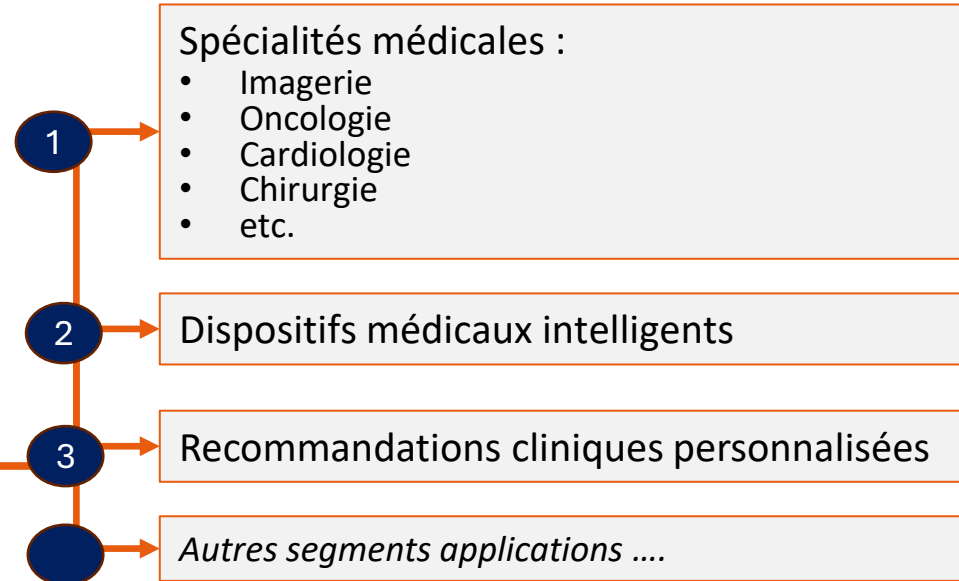 1
Spécialités médicales :
• Imagerie
• Oncologie
• Cardiologie
• Chirurgie
• etc.
2
Dispositifs médicaux intelligents
3
Recommandations cliniques personnalisées
Autres segments applications ....